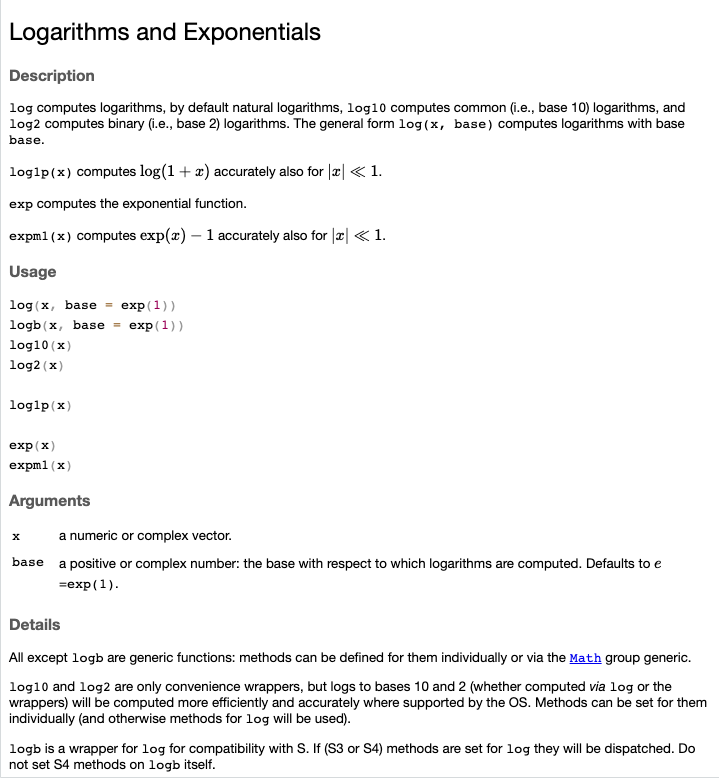 Logarithms and Exponentials
Description
log computes logarithms, by default natural logarithms, log10 computes common (i.e., base 10) logarithms, and
log2 computes binary (i.e., base 2) logarithms. The general form log(x, base) computes logarithms with base
base.
log1p(x) computes log(1 + x) accurately also for |x| ≪ 1.
exp computes the exponential function.
expm1(x) computes exp(x) − 1 accurately also for |x| ≪ 1.
Usage
log(x, base = exp(1))
logb(x, base = exp(1))
log10(x)
log2(x)
log1p(x)
exp(x)
expm1(x)
Arguments
x a numeric or complex vector.
base a positive or complex number: the base with respect to which logarithms are computed. Defaults to e
=exp(1).
Details
All except logb are generic functions: methods can be defined for them individually or via the Math group generic.
log10 and log2 are only convenience wrappers, but logs to bases 10 and 2 (whether computed via log or the
wrappers) will be computed more efficiently and accurately where supported by the OS. Methods can be set for them
individually (and otherwise methods for log will be used).
logb is a wrapper for log for compatibility with S. If (S3 or S4) methods are set for log they will be dispatched. Do
not set S4 methods on logb itself.